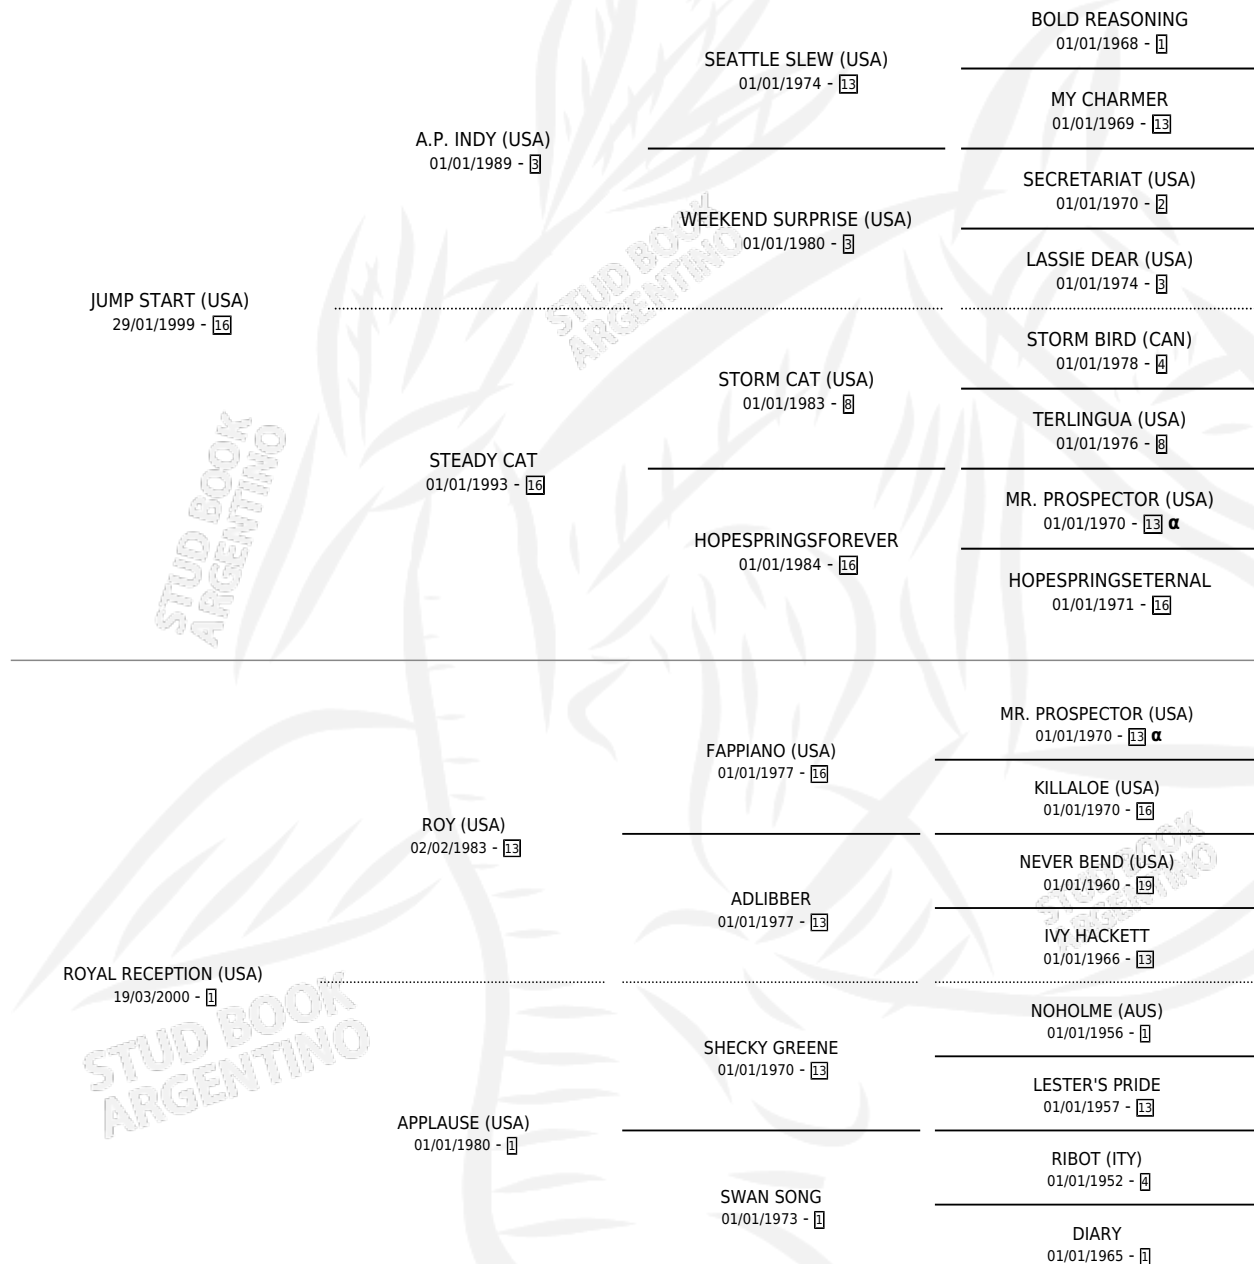 BOLD REASONING
01/01/1968 - 1
SEATTLE SLEW (USA)
01/01/1974 - 13
MY CHARMER
01/01/1969 - 13
A.P. INDY (USA)
01/01/1989 - 3
SECRETARIAT (USA)
01/01/1970 - 2
WEEKEND SURPRISE (USA)
01/01/1980 - 3
LASSIE DEAR (USA)
01/01/1974 - 3
JUMP START (USA)
29/01/1999 - 16
STORM BIRD (CAN)
01/01/1978 - 4
STORM CAT (USA)
01/01/1983 - 8
TERLINGUA (USA)
01/01/1976 - 8
STEADY CAT
01/01/1993 - 16
MR. PROSPECTOR (USA)
01/01/1970 - 13 α
HOPESPRINGSFOREVER
01/01/1984 - 16
HOPESPRINGSETERNAL
01/01/1971 - 16
MR. PROSPECTOR (USA)
01/01/1970 - 13 α
FAPPIANO (USA)
01/01/1977 - 16
KILLALOE (USA)
01/01/1970 - 16
ROY (USA)
02/02/1983 - 13
NEVER BEND (USA)
01/01/1960 - 19
ADLIBBER
01/01/1977 - 13
IVY HACKETT
01/01/1966 - 13
ROYAL RECEPTION (USA)
19/03/2000 - 1
NOHOLME (AUS)
01/01/1956 - 1
SHECKY GREENE
01/01/1970 - 13
LESTER'S PRIDE
01/01/1957 - 13
APPLAUSE (USA)
01/01/1980 - 1
RIBOT (ITY)
01/01/1952 - 4
SWAN SONG
01/01/1973 - 1
DIARY
01/01/1965 - 1
STUD BOOK
ARGENTINO
STUD BOOK
ARGENTINO
STUD BOOK
ARGENTINO
STUD BOOK
ARGENTINO